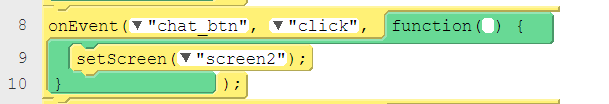 8 onEvent(▼"chat_btn", ▼"click", function( ) {
9 setScreen(▼"screen2");
10 } );